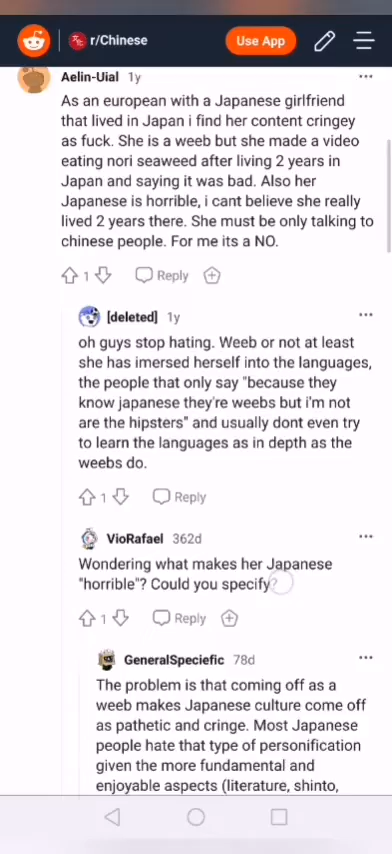 r/Chinese
Use App
Aelin-Uial 1y
As an european with a Japanese girlfriend
that lived in Japan i find her content cringey
as fuck. She is a weeb but she made a video
eating nori seaweed after living 2 years in
Japan and saying it was bad. Also her
Japanese is horrible, i cant believe she really
lived 2 years there. She must be only talking to
chinese people. For me its a NO.
1 Reply
[deleted] 1y
oh guys stop hating. Weeb or not at least
she has imersed herself into the languages,
the people that only say "because they
know japanese they're weebs but i'm not
are the hipsters" and usually dont even try
to learn the languages as in depth as the
weebs do.
1 Reply
VioRafael 362d
Wondering what makes her Japanese
"horrible"? Could you specify?
1 Reply
GeneralSpeciefic 78d
The problem is that coming off as a
weeb makes Japanese culture come off
as pathetic and cringe. Most Japanese
people hate that type of personification
given the more fundamental and
enjoyable aspects (literature, shinto,